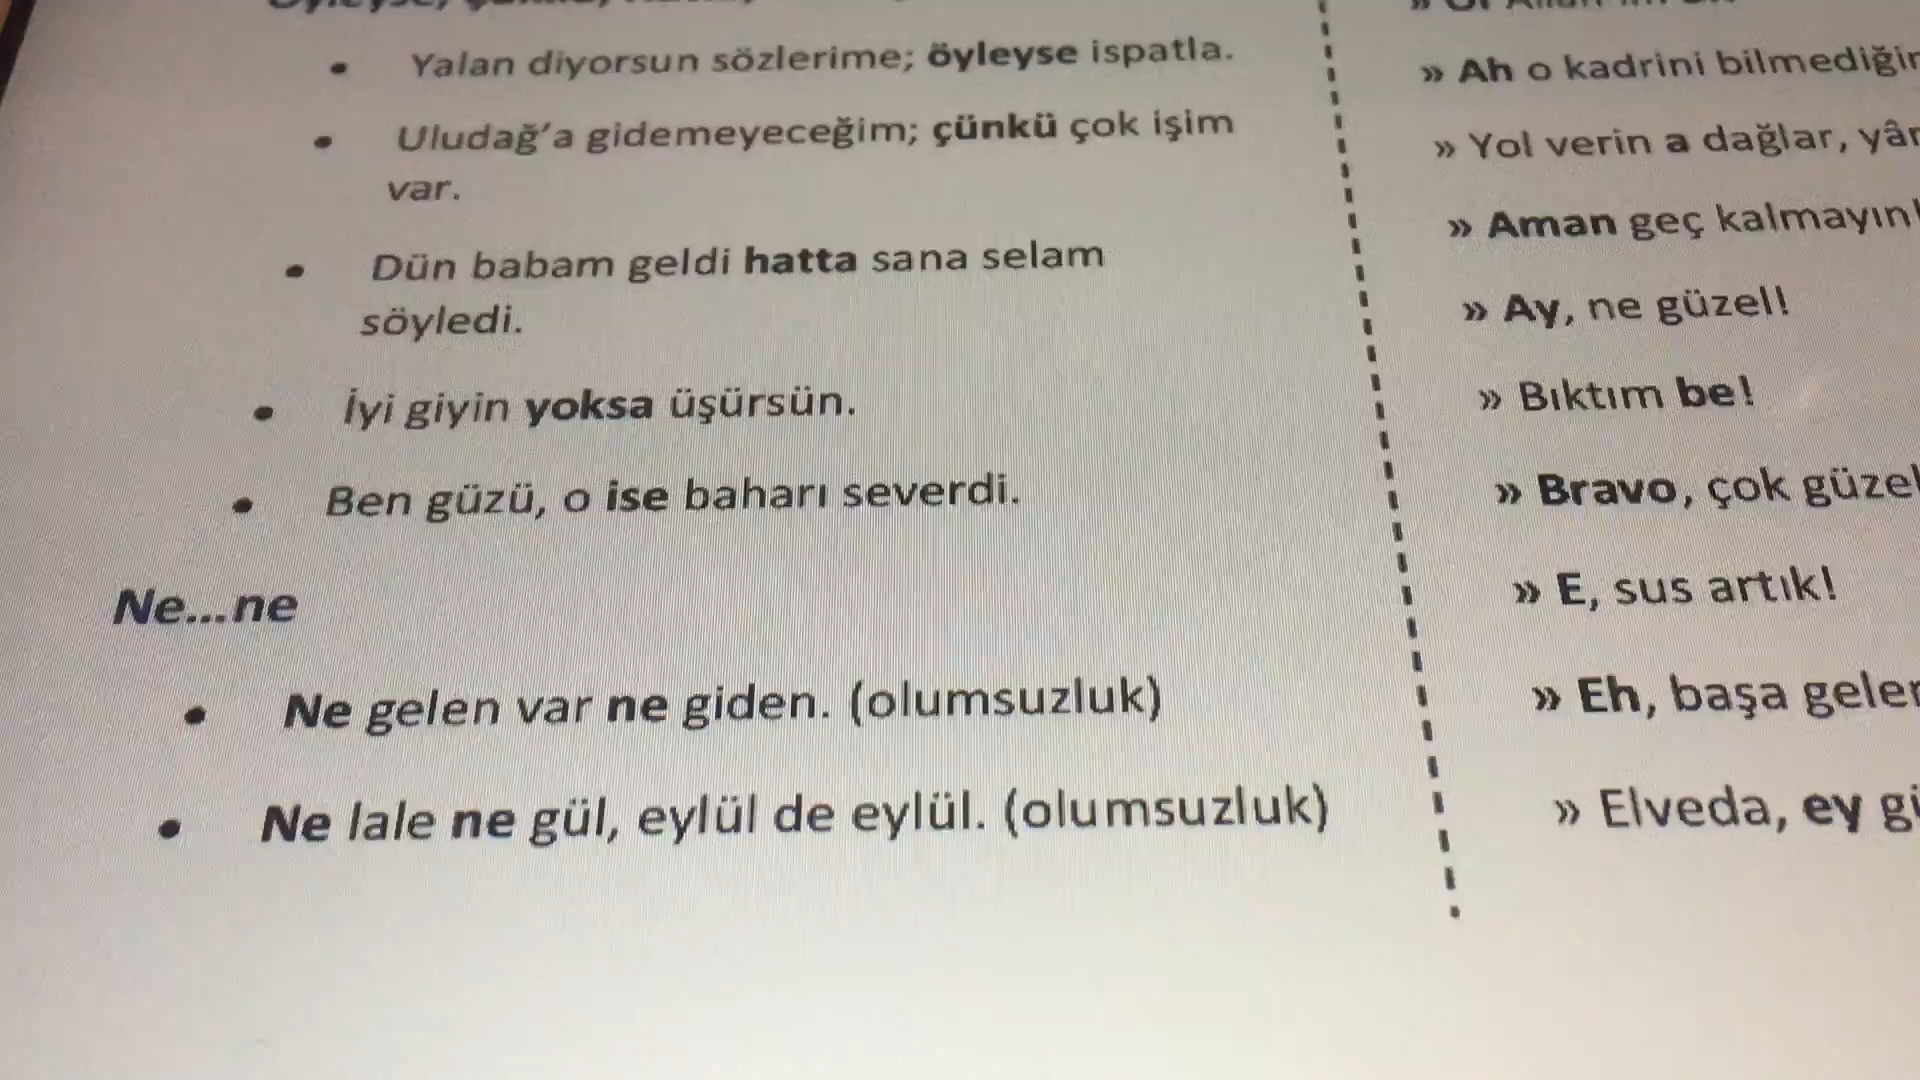 Yalan diyorsun sözlerime; öyleyse ispatla.
Uludağ'a gidemeyeceğim; çünkü çok işim
var.
Dün babam geldi hatta sana selam
söyledi.
İyi giyin yoksa üşürsün.
Ben güzü, o ise baharı severdi.
Ne...ne
Ne gelen var ne giden. (olumsuzluk)
Ne lale ne gül, eylül de eylül. (olumsuzluk)
» Ah o kadrini
» Yol verin a dağlar,
» Aman geç kalmayın!
» Ay, ne güzel!
» Bıktım be!
» Bravo, çok
» E, sus artık!
» Eh, başa
» Elveda, ey